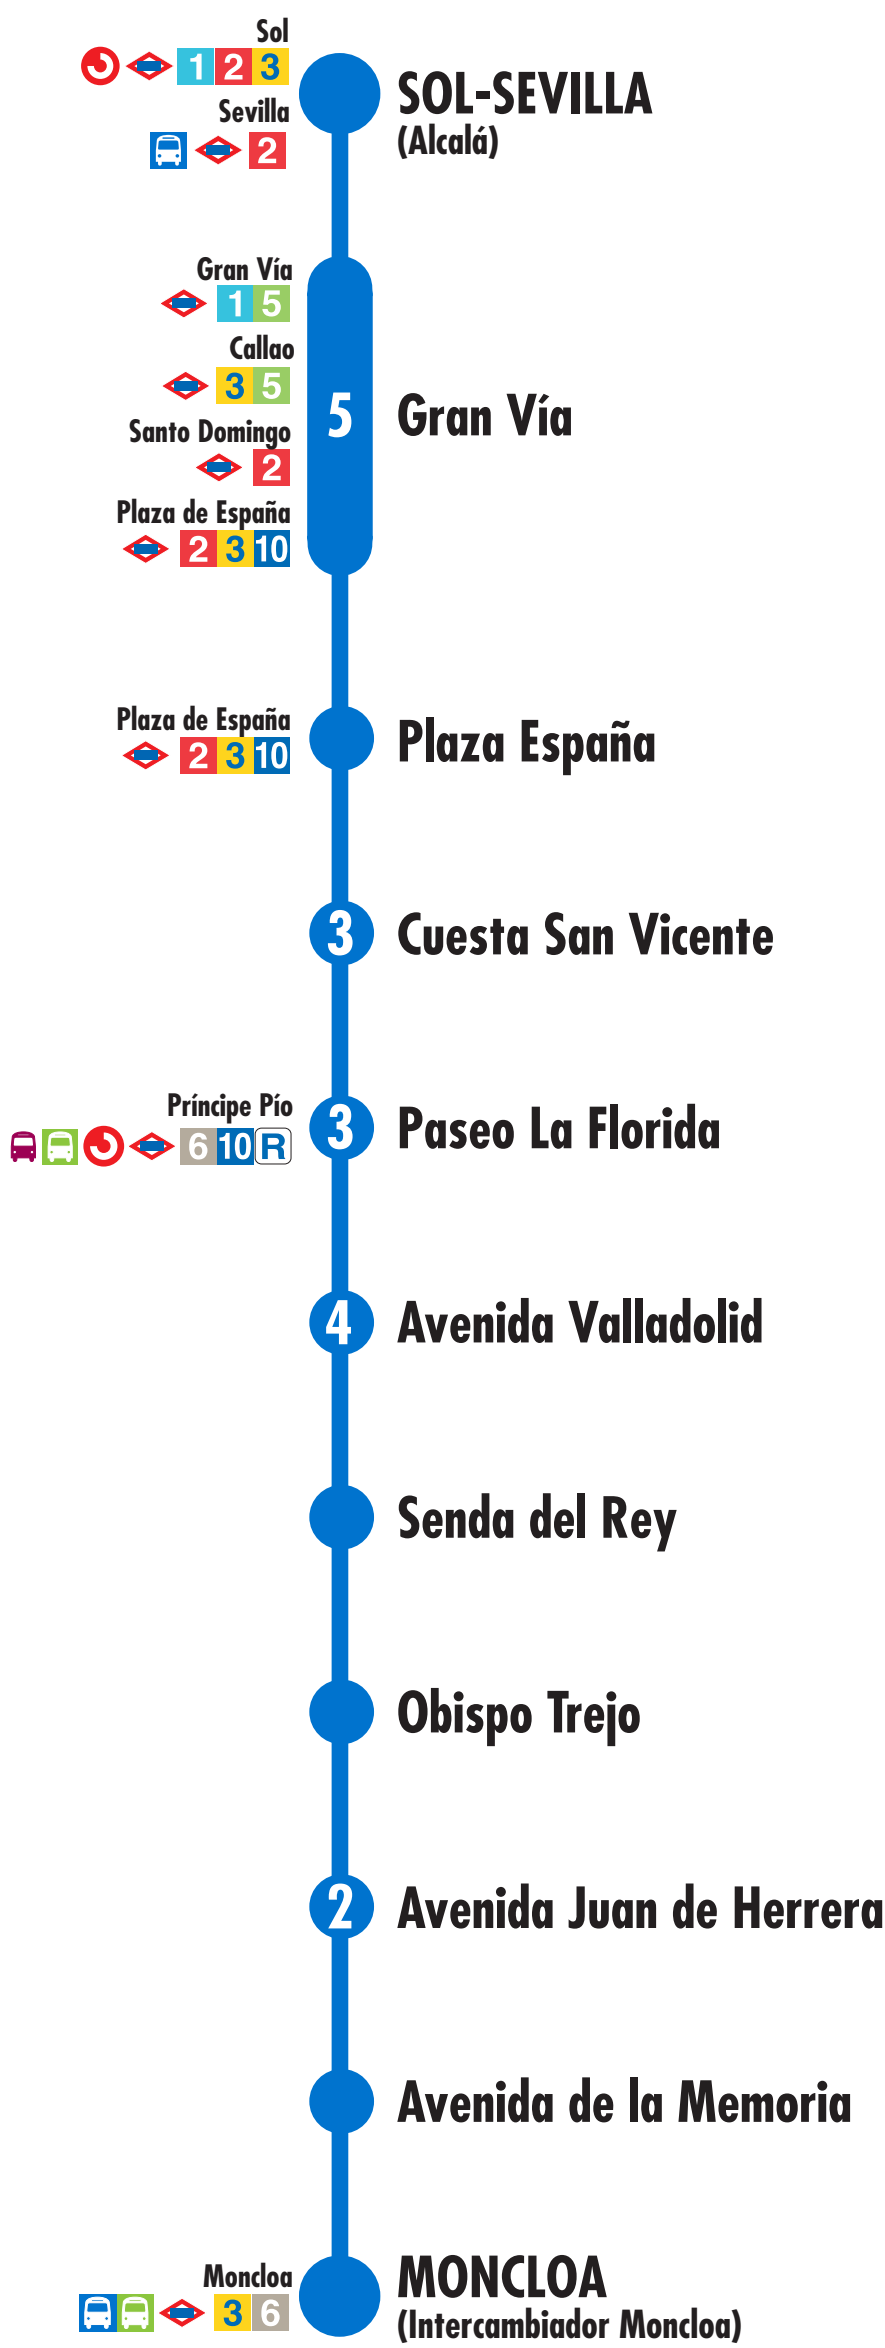 Sol
1 2 3
SOL-SEVILLA
(Alcalá)
Sevilla
2
Gran Vía
1 5
Callao
3 5
5
Gran Vía
Santo Domingo
2
Plaza de España
2 3 10
Plaza de España
2 3 10
Plaza España
3
Cuesta San Vicente
Príncipe Pío
6 10 R
3
Paseo La Florida
4
Avenida Valladolid
Senda del Rey
Obispo Trejo
2
Avenida Juan de Herrera
Avenida de la Memoria
Moncloa
3 6
MONCLOA
(Intercambiador Moncloa)